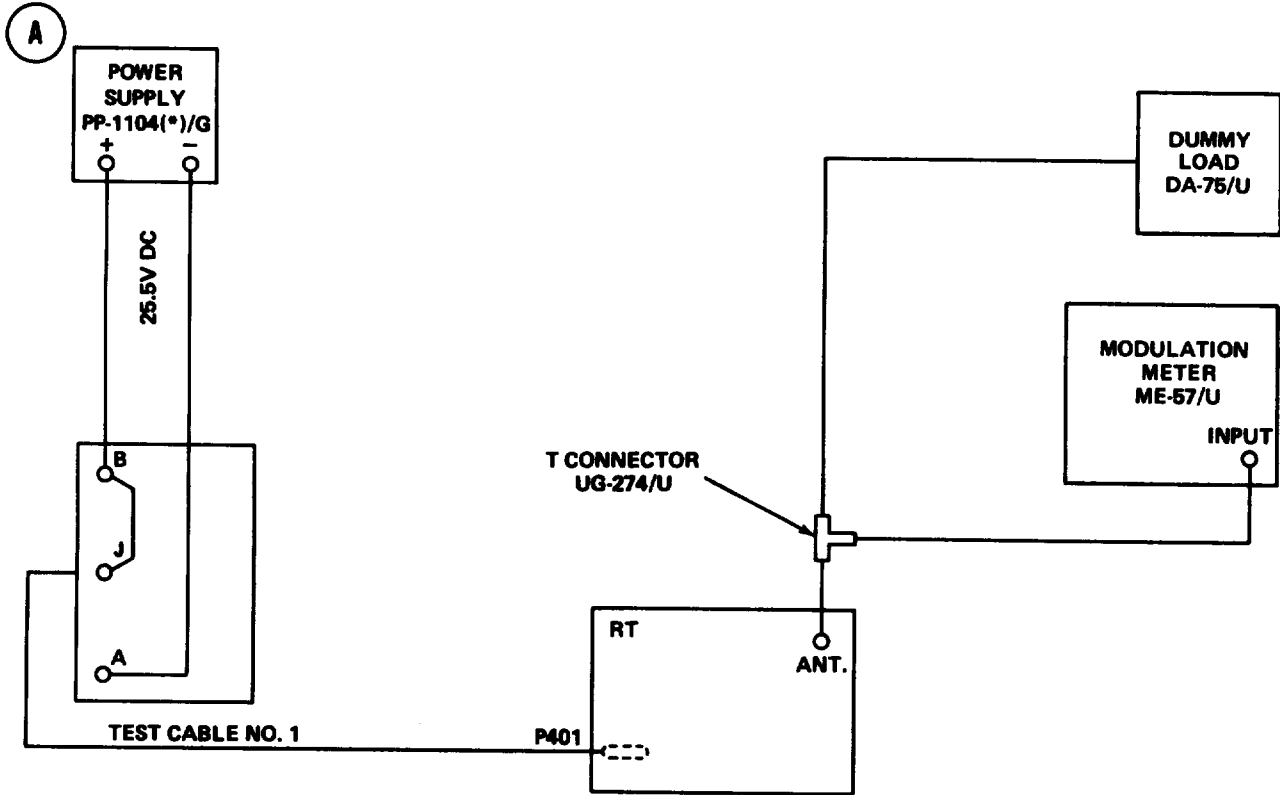 A
POWER
SUPPLY
PP-1104(*)/G
+ −
25.5V DC
B
J
A
TEST CABLE NO. 1
P401
RT
ANT.
T CONNECTOR
UG-274/U
DUMMY
LOAD
DA-75/U
MODULATION
METER
ME-57/U
INPUT